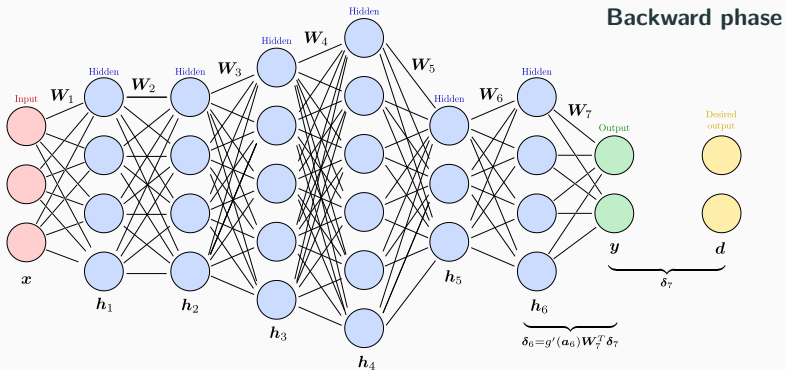 Backward phase
Hidden
W₄
Hidden
W₃
W₅
Hidden
Hidden
Hidden
W₁
W₂
Input
Hidden
W₆
W₇
Desired
output
Output
x
h₁
h₂
h₃
h₄
h₅
h₆
y
d
δ₇
δ₆=g′(a₆)W₇ᵀδ₇